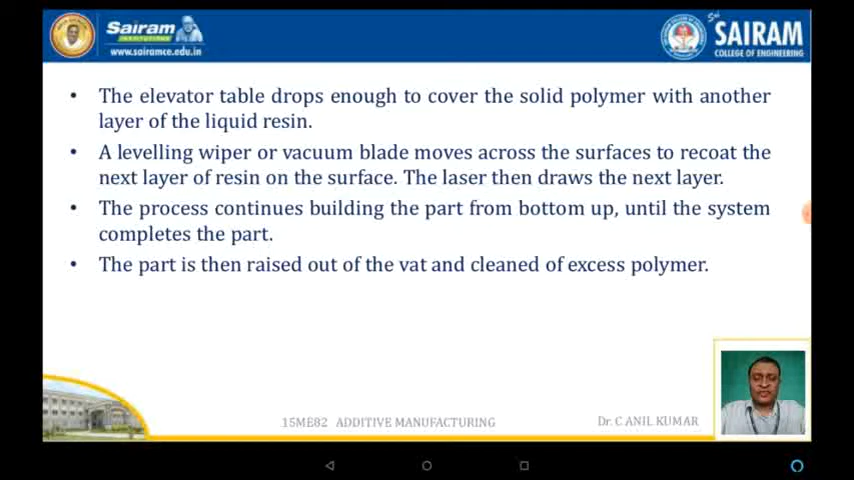 Sairam
INSTITUTIONS
www.sairamce.edu.in
Sri
SAIRAM
COLLEGE OF ENGINEERING
• The elevator table drops enough to cover the solid polymer with another
layer of the liquid resin.
• A levelling wiper or vacuum blade moves across the surfaces to recoat the
next layer of resin on the surface. The laser then draws the next layer.
• The process continues building the part from bottom up, until the system
completes the part.
• The part is then raised out of the vat and cleaned of excess polymer.
15ME82 ADDITIVE MANUFACTURING
Dr. C ANIL KUMAR